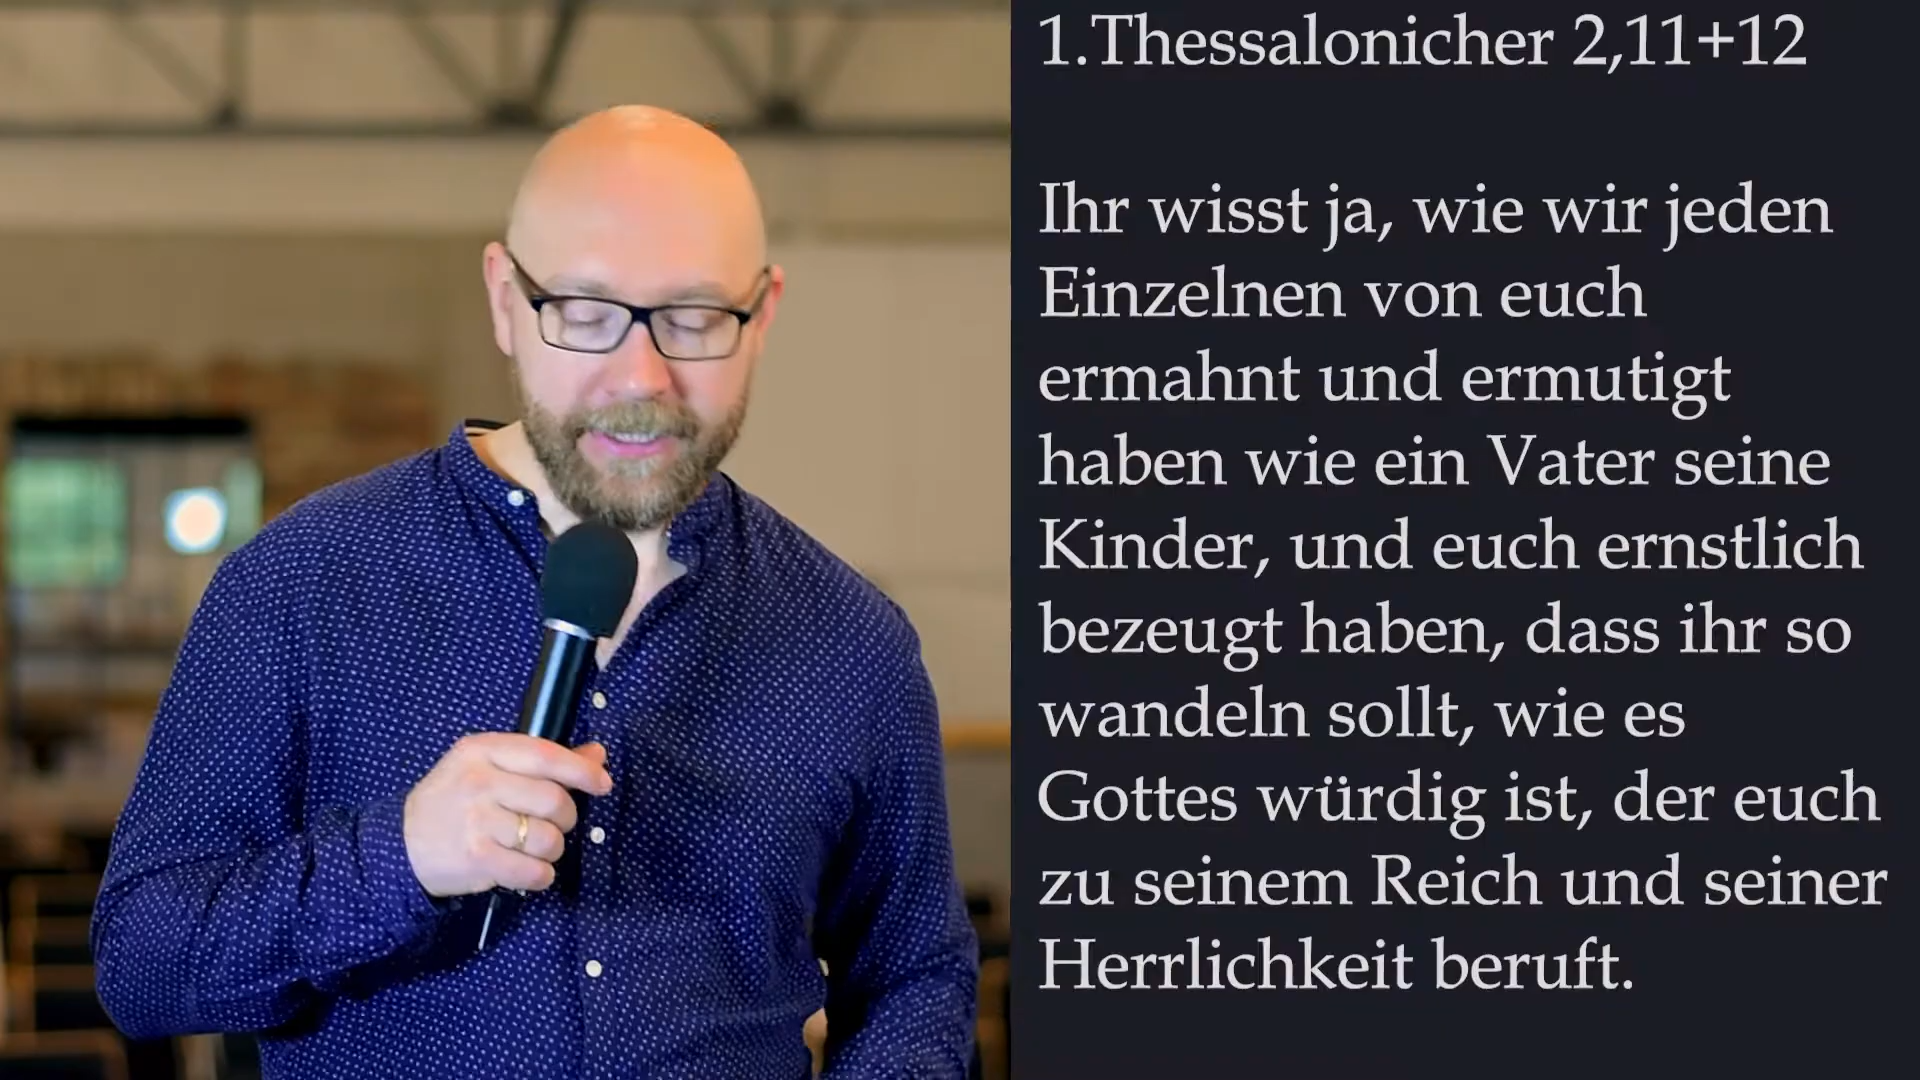 1.Thessalonicher 2,11+12
Ihr wisst ja, wie wir jeden
Einzelnen von euch
ermahnt und ermutigt
haben wie ein Vater seine
Kinder, und euch ernstlich
bezeugt haben, dass ihr so
wandeln sollt, wie es
Gottes würdig ist, der euch
zu seinem Reich und seiner
Herrlichkeit beruft.